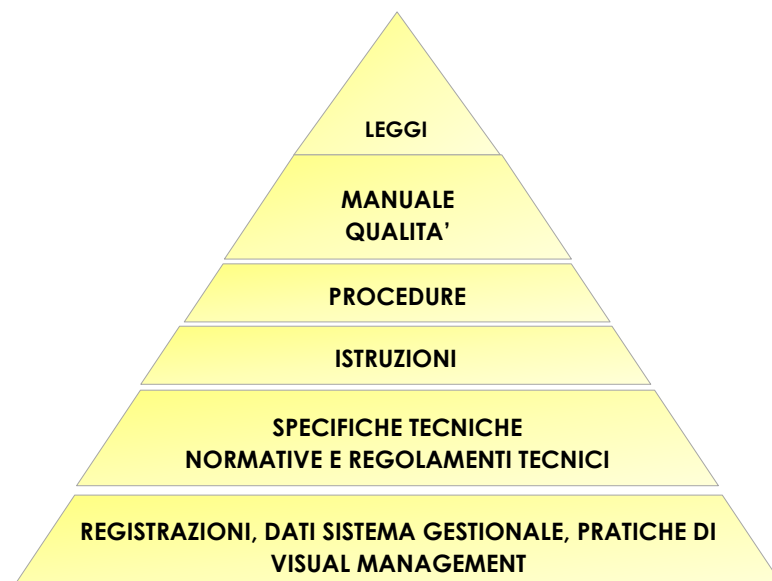 LEGGI
MANUALE
QUALITA’
PROCEDURE
ISTRUZIONI
SPECIFICHE TECNICHE
NORMATIVE E REGOLAMENTI TECNICI
REGISTRAZIONI, DATI SISTEMA GESTIONALE, PRATICHE DI
VISUAL MANAGEMENT